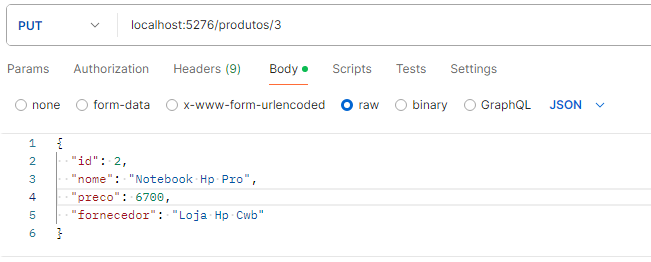 PUT localhost:5276/produtos/3
Params Authorization Headers (9) Body Scripts Tests Settings
none form-data x-www-form-urlencoded raw binary GraphQL JSON
1 {
2 "id": 2,
3 "nome": "Notebook Hp Pro",
4 "preco": 6700,
5 "fornecedor": "Loja Hp Cwb"
6 }